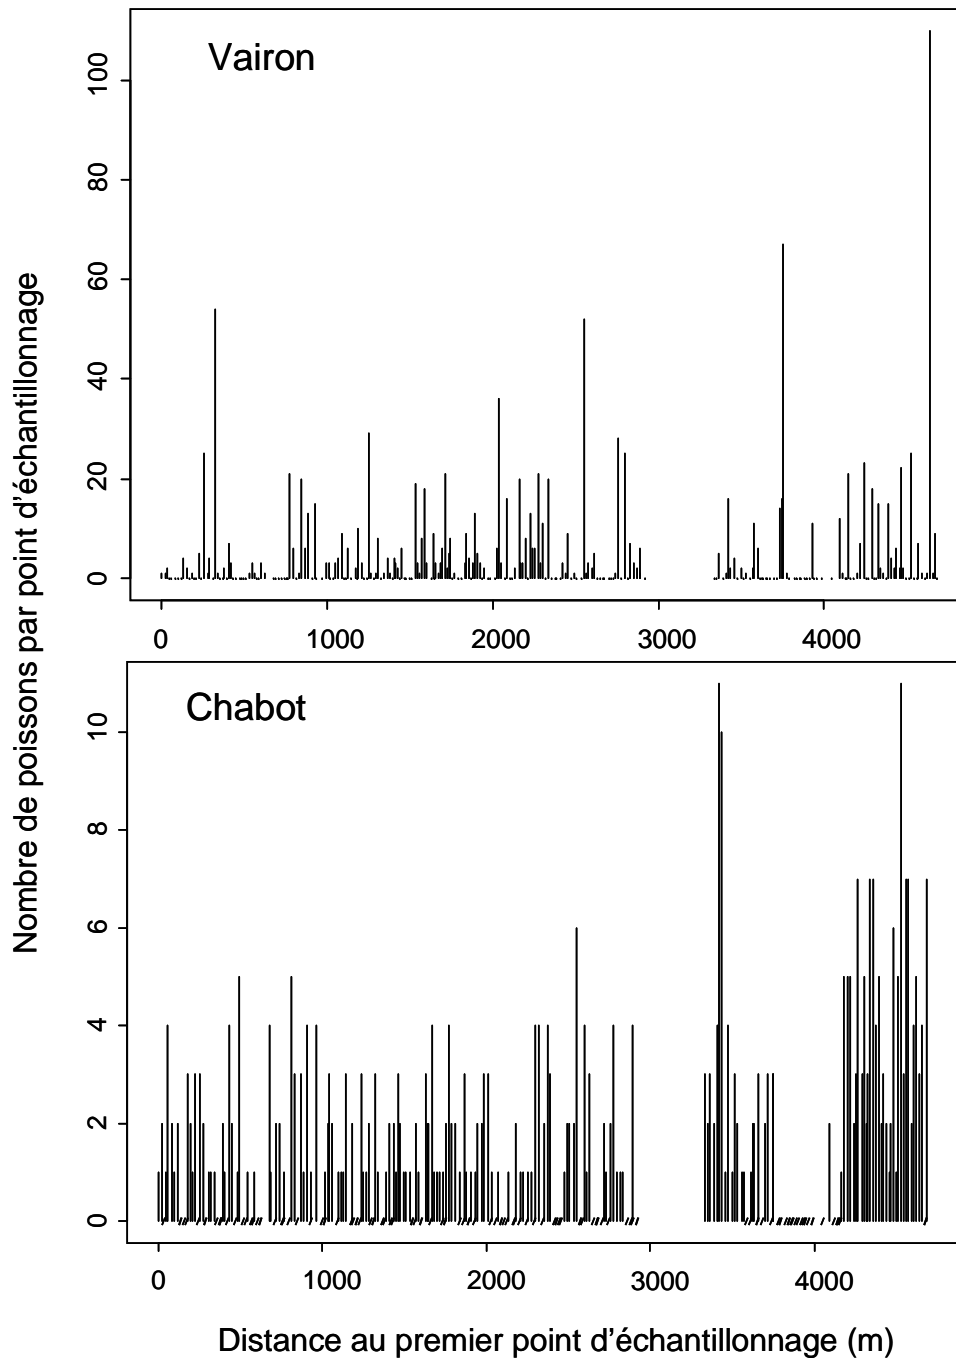 Nombre de poissons par point d'échantillonnage
Vairon
100
80
60
40
20
0
0 1000 2000 3000 4000
Chabot
10
8
6
4
2
0
0 1000 2000 3000 4000
Distance au premier point d'échantillonnage (m)